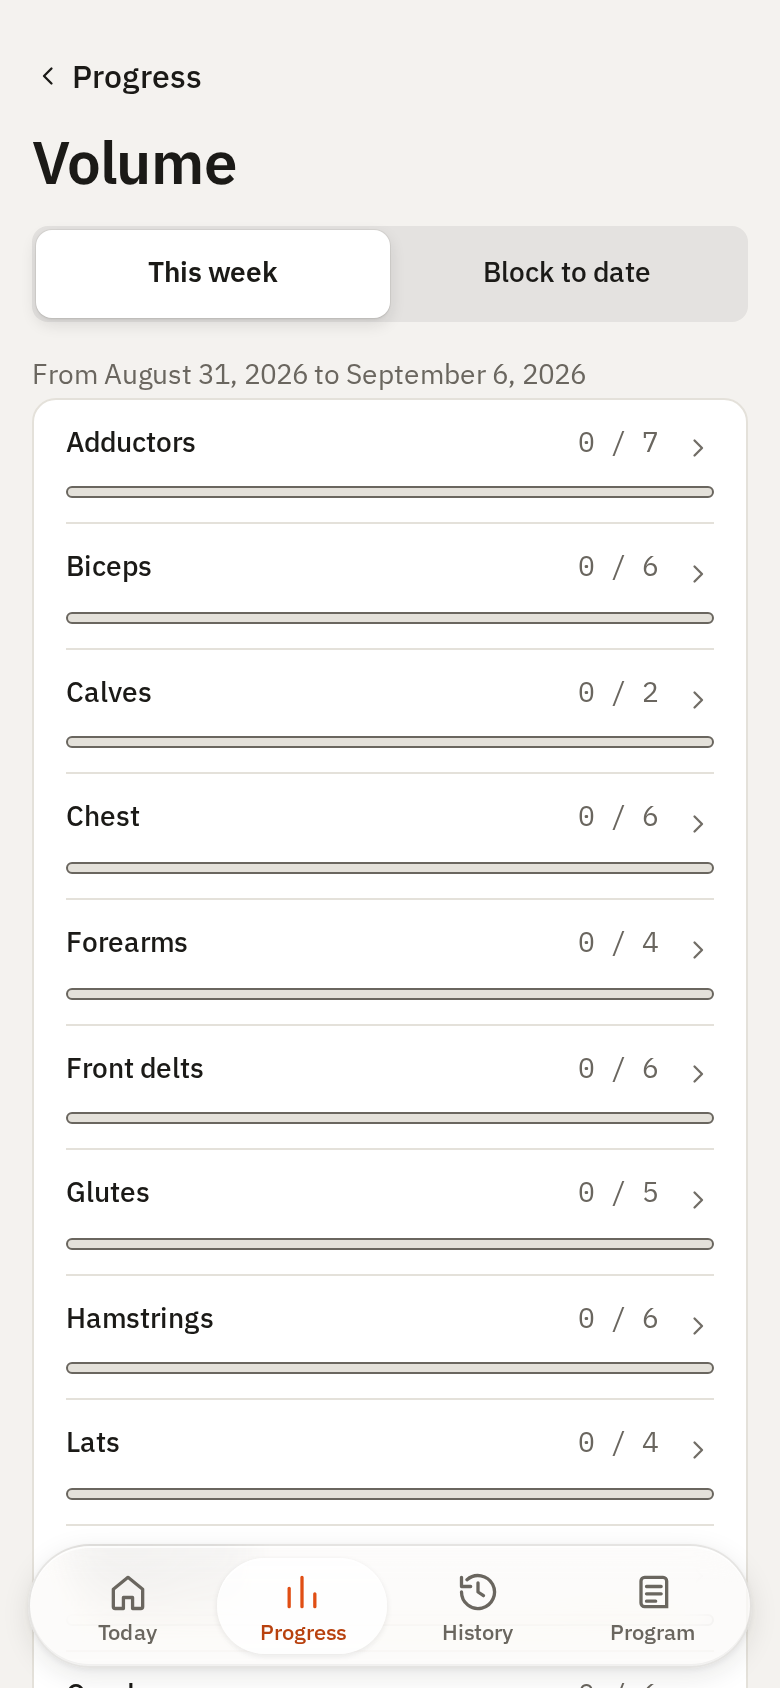 Progress
Volume
This week
Block to date
From August 31, 2026 to September 6, 2026
Adductors 0 / 7
Biceps 0 / 6
Calves 0 / 2
Chest 0 / 6
Forearms 0 / 4
Front delts 0 / 6
Glutes 0 / 5
Hamstrings 0 / 6
Lats 0 / 4
Today
Progress
History
Program